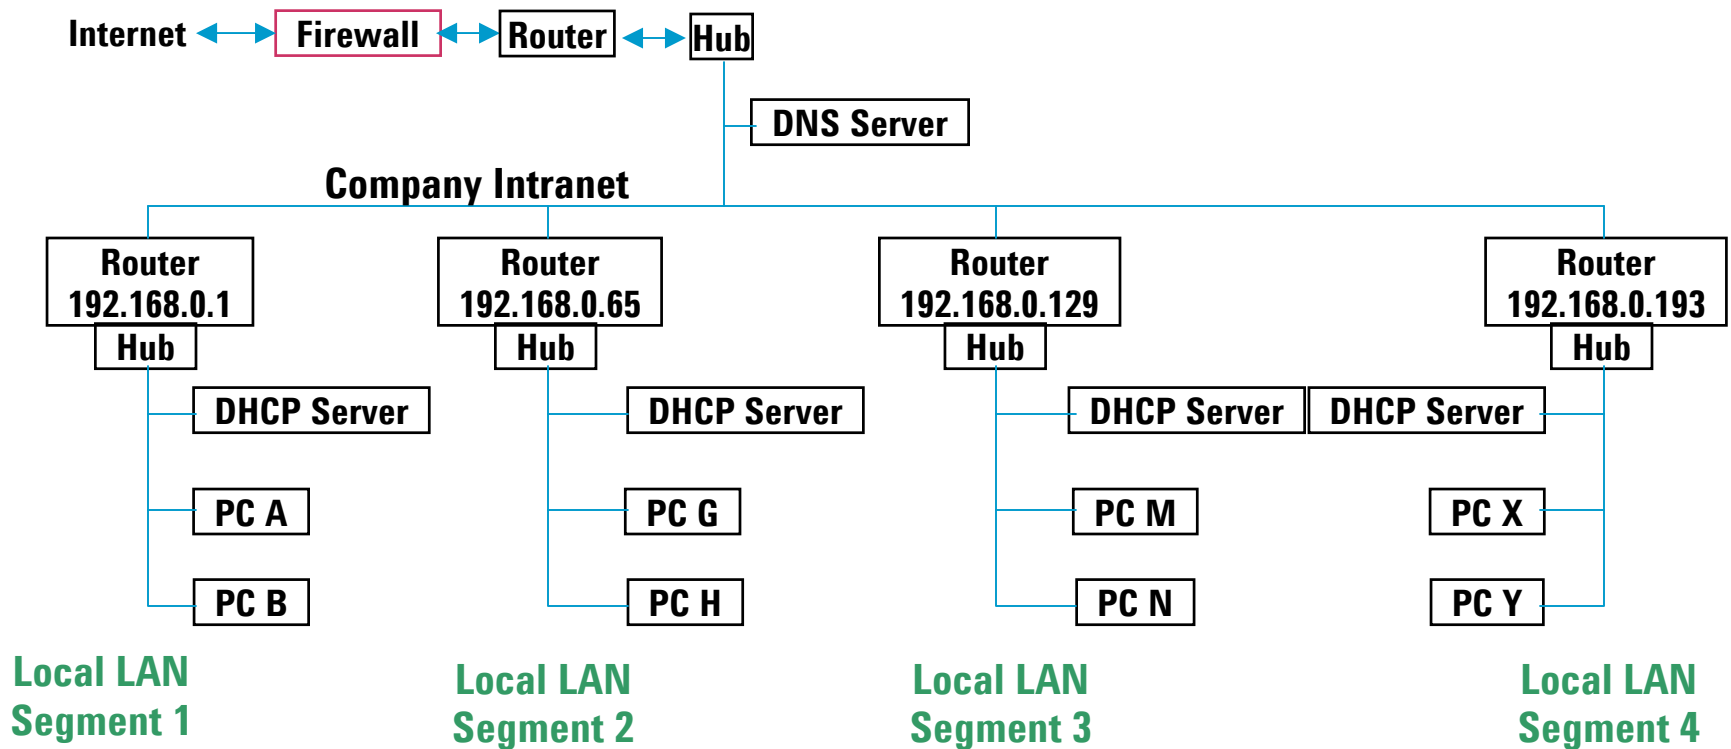 Internet
Firewall
Router
Hub
DNS Server
Company Intranet
Router
192.168.0.1
Hub
DHCP Server
PC A
PC B
Local LAN
Segment 1
Router
192.168.0.65
Hub
DHCP Server
PC G
PC H
Local LAN
Segment 2
Router
192.168.0.129
Hub
DHCP Server
PC M
PC N
Local LAN
Segment 3
Router
192.168.0.193
Hub
DHCP Server
PC X
PC Y
Local LAN
Segment 4